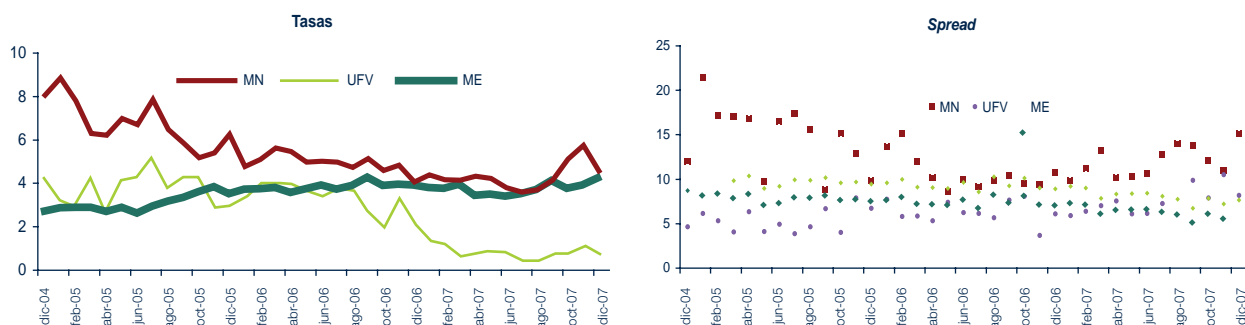 Tasas
10
8
6
4
2
0
MN UFV ME
dic-04 feb-05 abr-05 jun-05 ago-05 oct-05 dic-05 feb-06 abr-06 jun-06 ago-06 oct-06 dic-06 feb-07 abr-07 jun-07 ago-07 oct-07 dic-07
Spread
25
20
15
10
5
0
MN UFV ME
dic-04 feb-05 abr-05 jun-05 ago-05 oct-05 dic-05 feb-06 abr-06 jun-06 ago-06 oct-06 dic-06 feb-07 abr-07 jun-07 ago-07 oct-07 dic-07